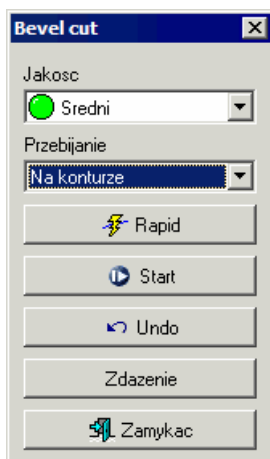 Bevel cut
Jakosc
Sredni
Przebijanie
Na konturze
Rapid
Start
Undo
Zdazenie
Zamykac